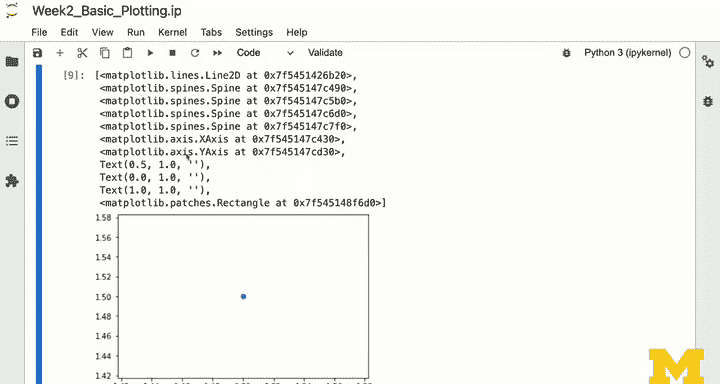 Week2_Basic_Plotting.ip
File Edit View Run Kernel Tabs Settings Help
Code Validate Python 3 (ipykernel)
[9]: [<matplotlib.lines.Line2D at 0x7f5451426b20>,
<matplotlib.spines.Spine at 0x7f545147c490>,
<matplotlib.spines.Spine at 0x7f545147c5b0>,
<matplotlib.spines.Spine at 0x7f545147c6d0>,
<matplotlib.spines.Spine at 0x7f545147c7f0>,
<matplotlib.axis.XAxis at 0x7f545147c430>,
<matplotlib.axis.YAxis at 0x7f545147cd30>,
Text(0.5, 1.0, ''),
Text(0.0, 1.0, ''),
Text(1.0, 1.0, ''),
<matplotlib.patches.Rectangle at 0x7f545148f6d0>]
1.58
1.56
1.54
1.52
1.50
1.48
1.46
1.44
1.42
M